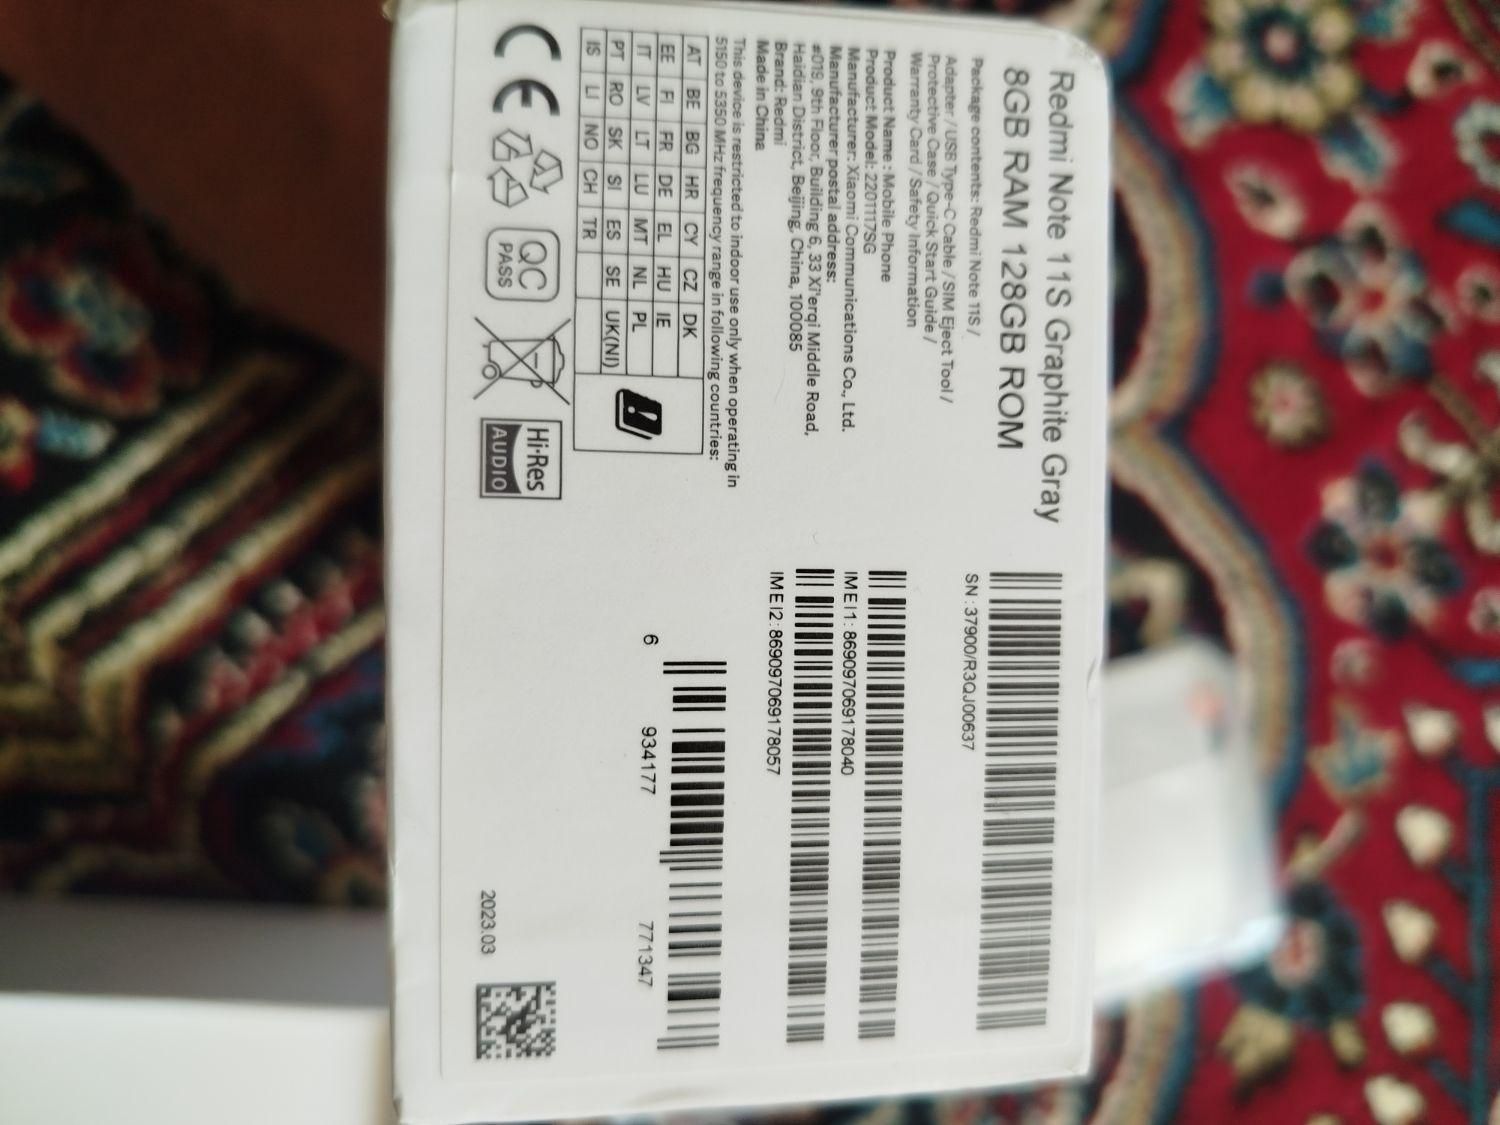 Redmi Note 11S Graphite Gray
8GB RAM 128GB ROM
Package contents: Redmi Note 11S /
Adapter / USB Type-C Cable / SIM Eject Tool /
Protective Case / Quick Start Guide /
Warranty Card / Safety Information
Product Name : Mobile Phone
Product Model: 2201117SG
Manufacturer: Xiaomi Communications Co., Ltd.
Manufacturer postal address:
#019, 9th Floor, Building 6, 33 Xi'erqi Middle Road,
Haidian District, Beijing, China, 100085
Brand: Redmi
Made in China
This device is restricted to indoor use only when operating in
5150 to 5350 MHz frequency range in following countries:
AT BE BG HR CY CZ DK
EE FI FR DE EL HU IE
IT LV LT LU MT NL PL
PT RO SK SI ES SE UK(NI)
IS LI NO CH TR
CE
QC
PASS
Hi-Res
AUDIO
SN:37900/R3QJ00637
IMEI1:869097069178040
IMEI2:869097069178057
6 934177 771347
2023.03